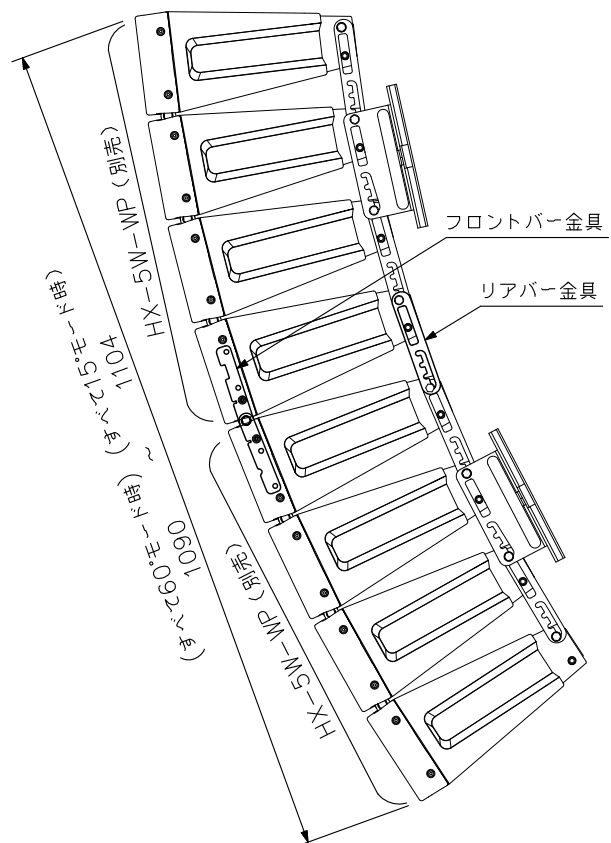 フロントバー金具
リアバー金具
HX-5W-WP（別売）
HX-5W-WP（別売）
1104
（すべて15°モード時）
～
1090
（すべて60°モード時）